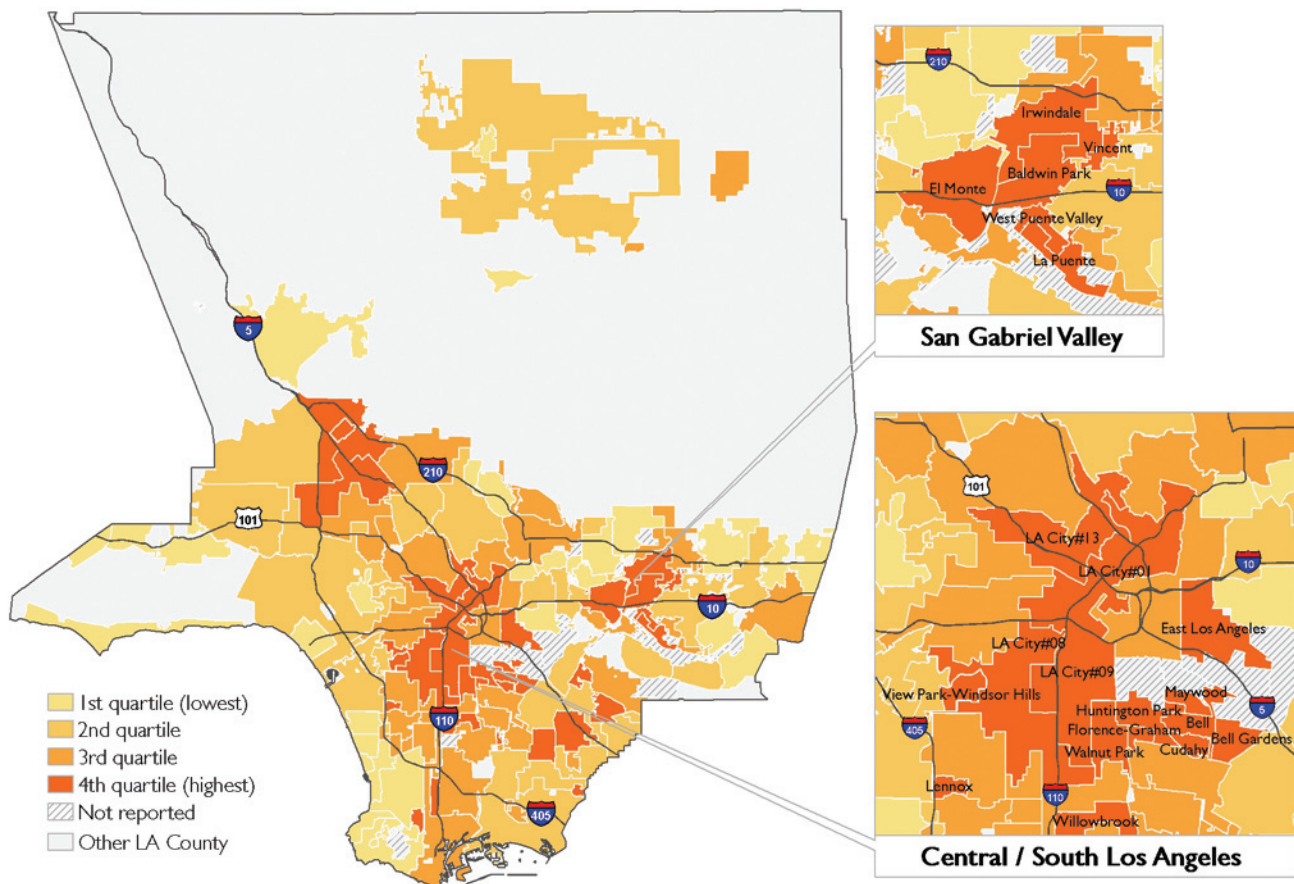 5
210
101
10
110
405
1st quartile (lowest)
2nd quartile
3rd quartile
4th quartile (highest)
Not reported
Other LA County
210
Irwindale
Vincent
Baldwin Park
El Monte
10
West Puente Valley
La Puente
San Gabriel Valley
101
LA City#13
LA City#01
10
East Los Angeles
LA City#08
LA City#09
View Park-Windsor Hills
Maywood
Huntington Park
Bell
5
405
Florence-Graham
Bell Gardens
Walnut Park
Cudahy
Lennox
110
Willowbrook
Central / South Los Angeles